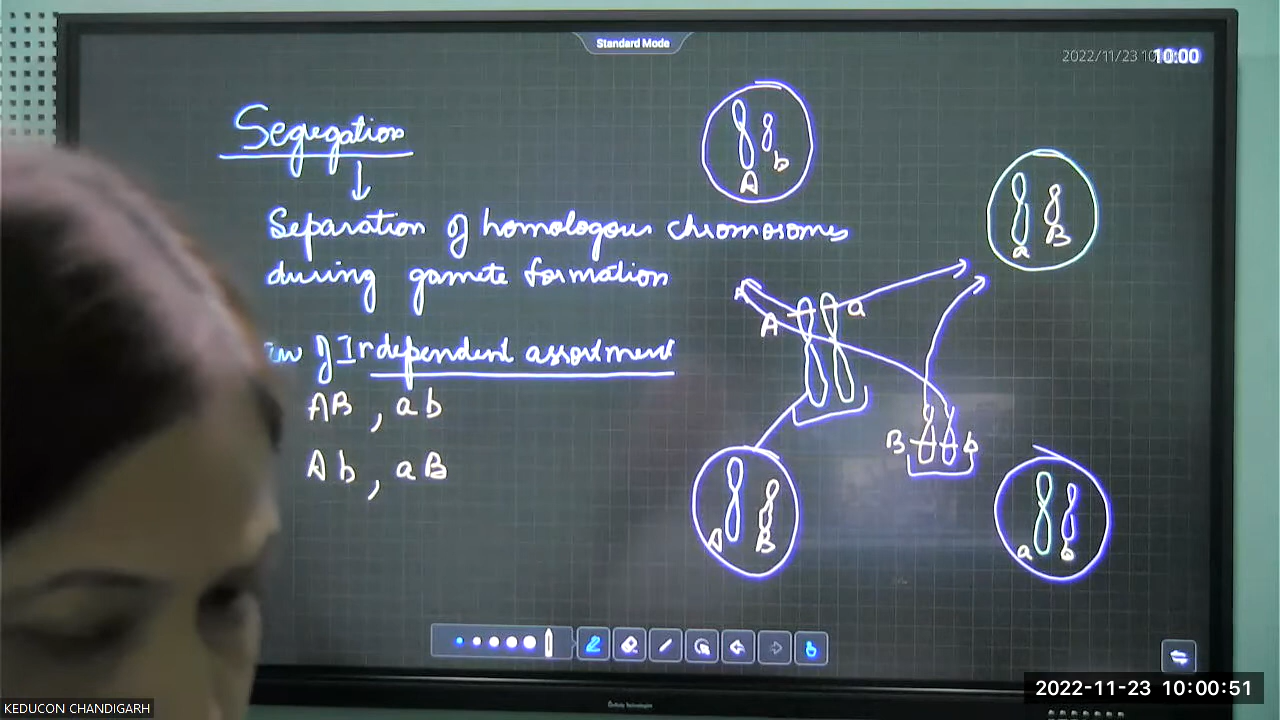 Standard Mode
2022/11/23 10:00
Segregation
Separation of homologous chromosomes
during gamete formation
of Independent assortment
AB, ab
Ab, aB
A b
a B
A a
B b
A B
a b
KEDUCON CHANDIGARH
2022-11-23 10:00:51